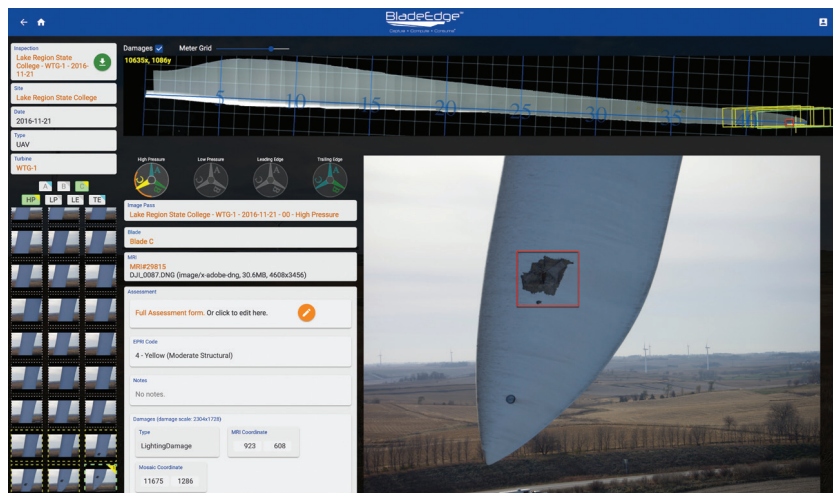 BladeEdge™
Capture • Compute • Consume™
Inspection
Lake Region State
College - WTG-1 - 2016-
11-21
Site
Lake Region State College
Date
2016-11-21
Type
UAV
Turbine
WTG-1
A B C
HP LP LE TE
Damages Meter Grid
10635x, 1086y
5 10 15 20 25 30 35
High Pressure Low Pressure Leading Edge Trailing Edge
Image Pass
Lake Region State College - WTG-1 - 2016-11-21 - 00 - High Pressure
Blade
Blade C
MRI
MRI#29815
DJI_0087.DNG (image/x-adobe-dng, 30.6MB, 4608x3456)
Assessment
Full Assessment form. Or click to edit here.
EPRI Code
4 - Yellow (Moderate Structural)
Notes
No notes.
Damages (damage scale: 2304x1728)
Type
LightingDamage
MRI Coordinate
923 608
Mosaic Coordinate
11675 1286